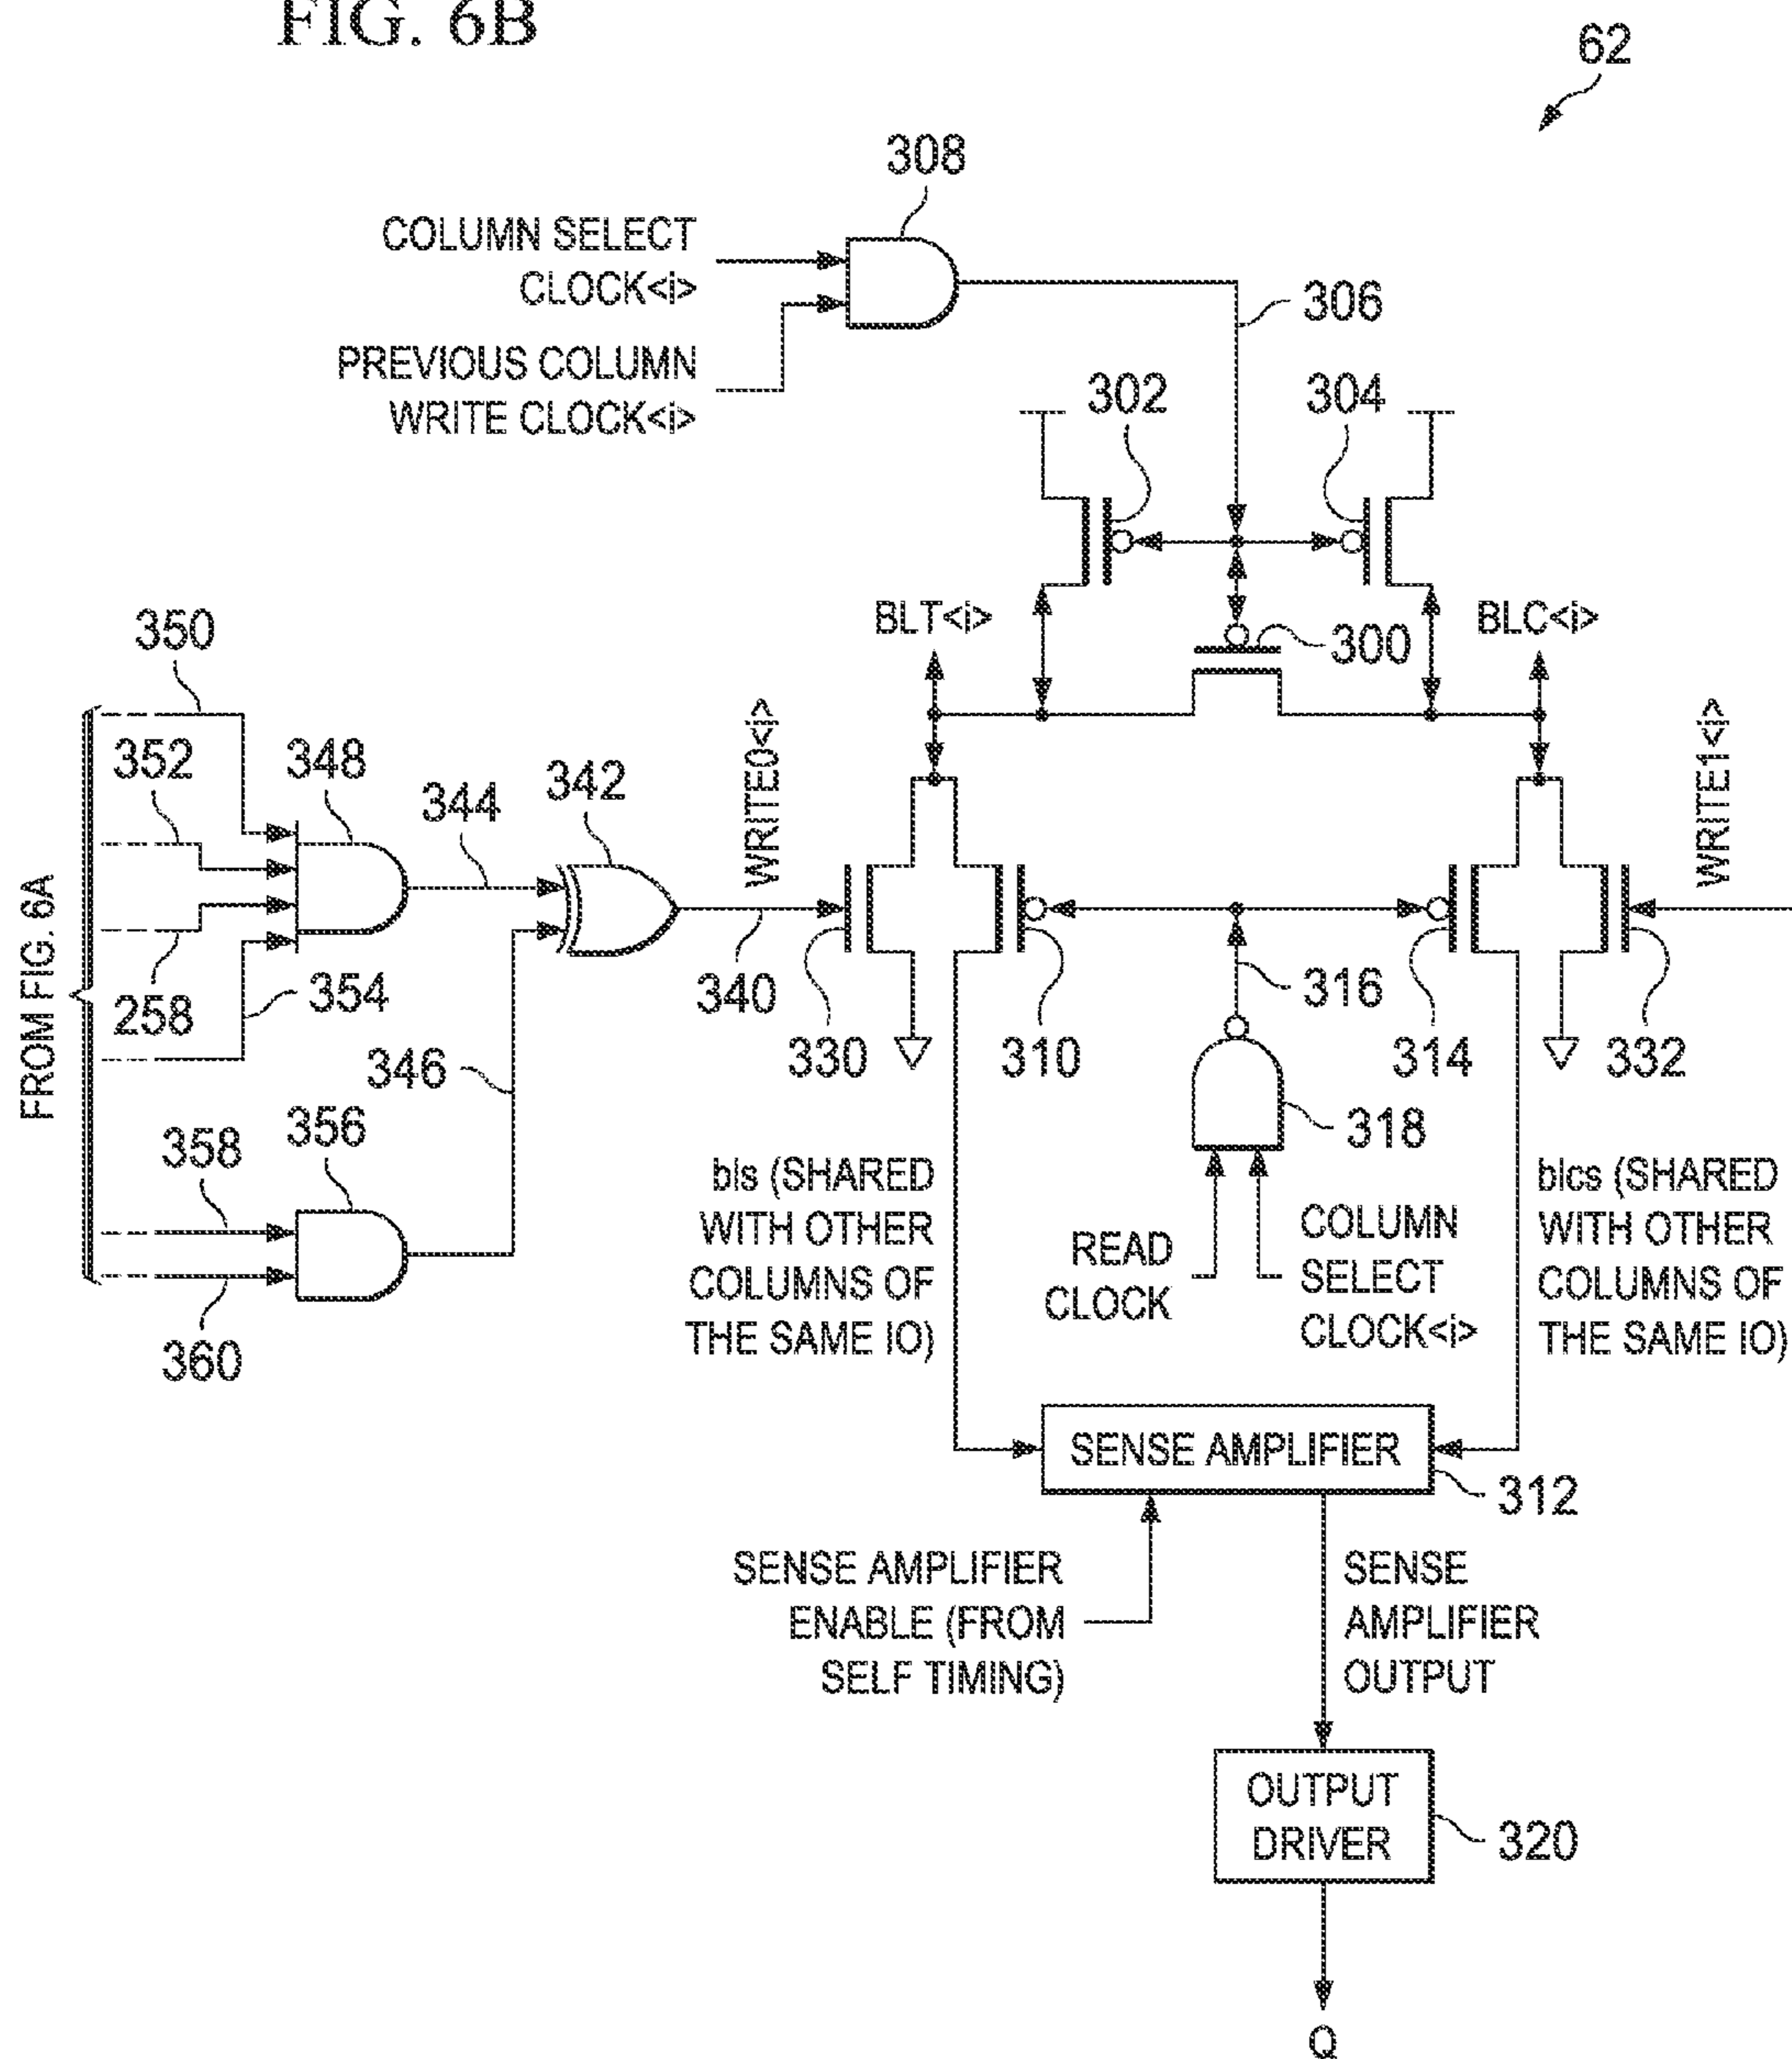 FIG. 6B
62
308
COLUMN SELECT
CLOCK<i>
306
PREVIOUS COLUMN
WRITE CLOCK<i>
302
304
350
BLT<i>
300
BLC<i>
352
348
344
342
WRITE0<i>
WRITE1<i>
FROM FIG. 6A
258
354
340
316
330
310
314
332
346
318
358
356
bls (SHARED
WITH OTHER
COLUMNS OF
THE SAME IO)
READ
CLOCK
COLUMN
SELECT
CLOCK<i>
blcs (SHARED
WITH OTHER
COLUMNS OF
THE SAME IO)
360
SENSE AMPLIFIER
312
SENSE AMPLIFIER
ENABLE (FROM
SELF TIMING)
SENSE
AMPLIFIER
OUTPUT
OUTPUT
DRIVER
320
Q